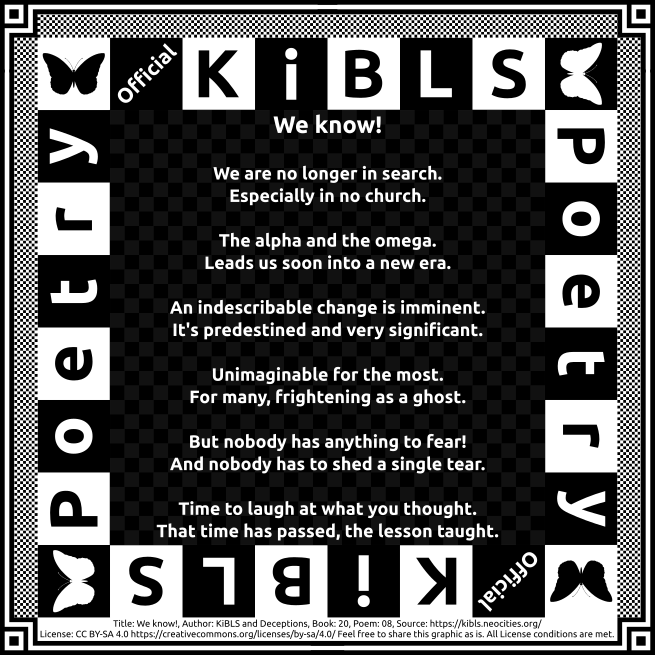 Official KiBLS
Poetry
Poetry
We know!
We are no longer in search.
Especially in no church.
The alpha and the omega.
Leads us soon into a new era.
An indescribable change is imminent.
It's predestined and very significant.
Unimaginable for the most.
For many, frightening as a ghost.
But nobody has anything to fear!
And nobody has to shed a single tear.
Time to laugh at what you thought.
That time has passed, the lesson taught.
Official KiBLS
Title: We know!, Author: KiBLS and Deceptions, Book: 20, Poem: 08, Source: https://kibls.neocities.org/
License: CC BY-SA 4.0 https://creativecommons.org/licenses/by-sa/4.0/ Feel free to share this graphic as is. All License conditions are met.